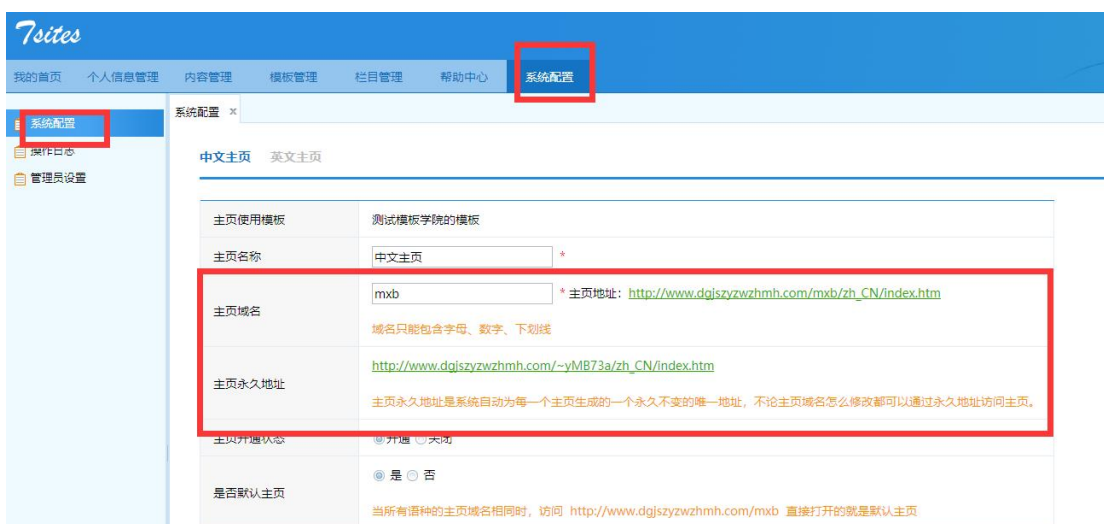 Tsites
我的首页 个人信息管理 内容管理 模板管理 栏目管理 帮助中心 系统配置
系统配置
操作日志
管理员设置
系统配置 ×
中文主页 英文主页
主页使用模板 测试模板学院的模板
主页名称 中文主页 *
主页域名 mxb * 主页地址：http://www.dgjszyzwzhmh.com/mxb/zh_CN/index.htm
域名只能包含字母、数字、下划线
主页永久地址 http://www.dgjszyzwzhmh.com/~yMB73a/zh_CN/index.htm
主页永久地址是系统自动为每一个主页生成的一个永久不变的唯一地址，不论主页域名怎么修改都可以通过永久地址访问主页。
主页开通状态 开通 关闭
是否默认主页 是 否
当所有语种的主页域名相同时，访问 http://www.dgjszyzwzhmh.com/mxb 直接打开的就是默认主页